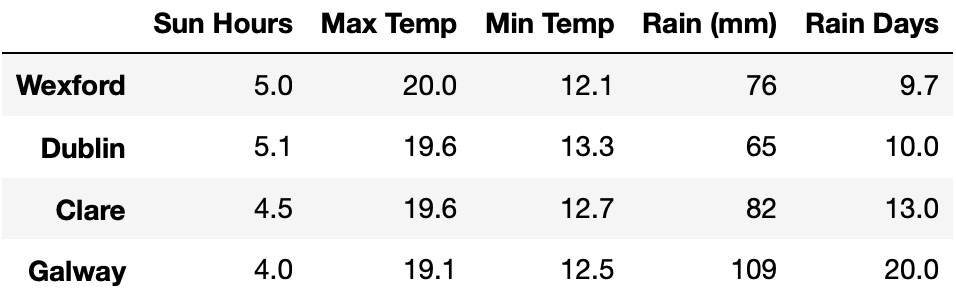 Sun Hours Max Temp Min Temp Rain (mm) Rain Days
Wexford 5.0 20.0 12.1 76 9.7
Dublin 5.1 19.6 13.3 65 10.0
Clare 4.5 19.6 12.7 82 13.0
Galway 4.0 19.1 12.5 109 20.0